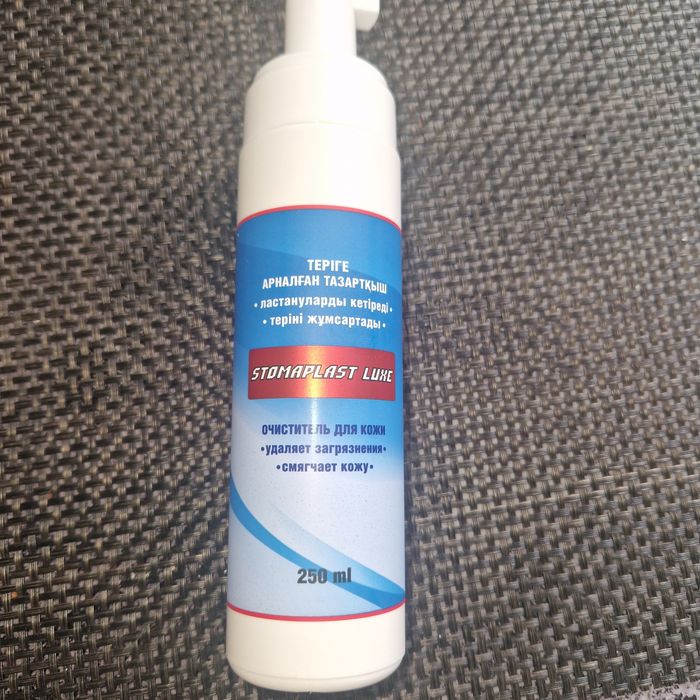 ТЕРІГЕ
АРНАЛҒАН ТАЗАРТҚЫШ
• ластануларды кетіреді •
• теріні жұмсартады •
STOMAPLAST LUXE
ОЧИСТИТЕЛЬ ДЛЯ КОЖИ
•удаляет загрязнения•
•смягчает кожу•
250 ml